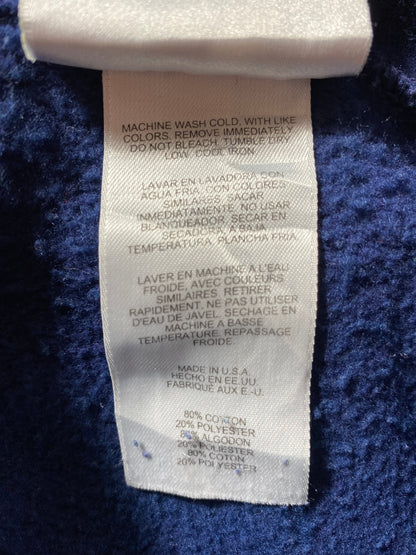 MACHINE WASH COLD, WITH LIKE
COLORS. REMOVE IMMEDIATELY
DO NOT BLEACH. TUMBLE DRY
LOW. COOL IRON.
LAVAR EN LAVADORA CON
AGUA FRIA, CON COLORES
SIMILARES, SACAR
INMEDIATAMENTE. NO USAR
BLANQUEADOR. SECAR EN
SECADORA, A BAJA
TEMPERATURA, PLANCHA FRIA.
LAVER EN MACHINE À L'EAU
FROIDE, AVEC COULEURS
SIMILAIRES. RETIRER
RAPIDEMENT. NE PAS UTILISER
D'EAU DE JAVEL. SECHAGE EN
MACHINE A BASSE
TEMPERATURE. REPASSAGE
FROIDE.
MADE IN U.S.A.
HECHO EN EE.UU.
FABRIQUÉ AUX E.-U.
80% COTTON
20% POLYESTER
80% ALGODON
20% POLIESTER
80% COTON
20% POLYESTER